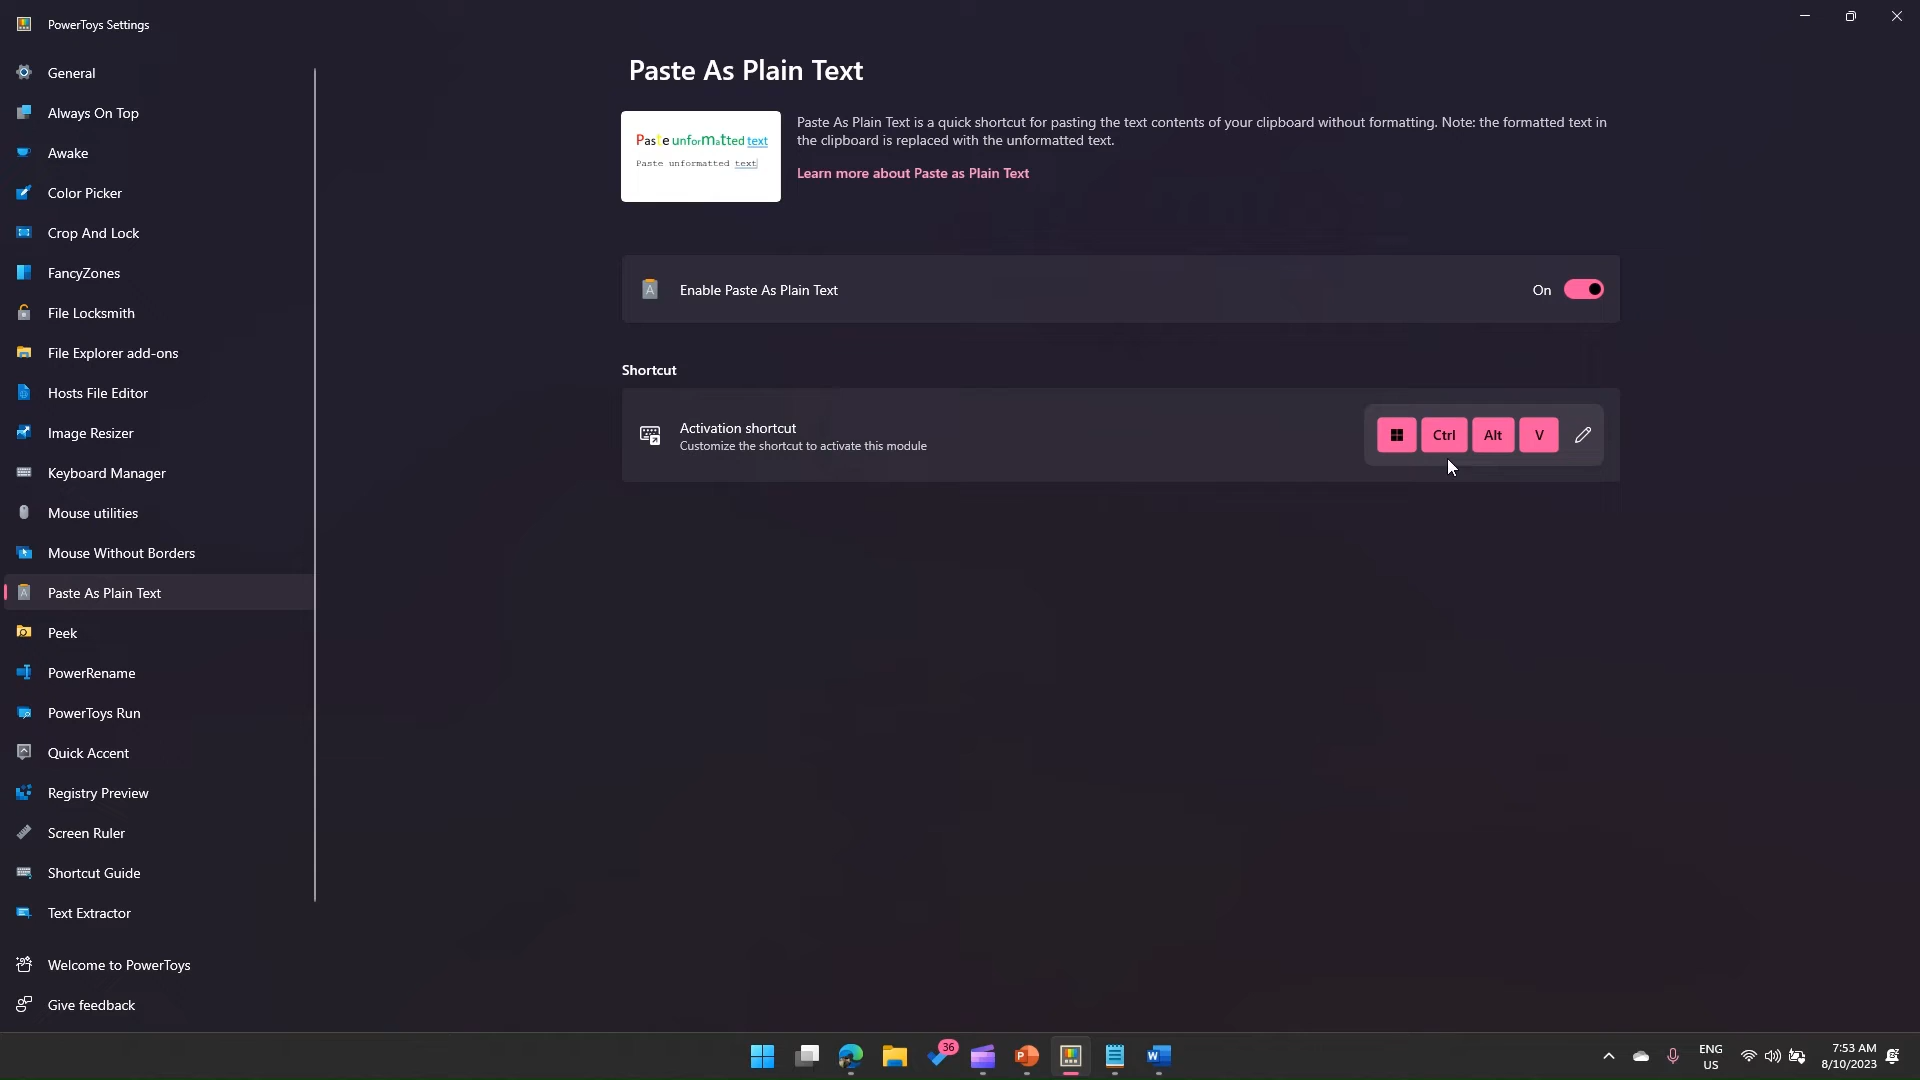 PowerToys Settings
General
Always On Top
Awake
Color Picker
Crop And Lock
FancyZones
File Locksmith
File Explorer add-ons
Hosts File Editor
Image Resizer
Keyboard Manager
Mouse utilities
Mouse Without Borders
Paste As Plain Text
Peek
PowerRename
PowerToys Run
Quick Accent
Registry Preview
Screen Ruler
Shortcut Guide
Text Extractor
Welcome to PowerToys
Give feedback
Paste As Plain Text
Paste unforMatted text
Paste unformatted text
Paste As Plain Text is a quick shortcut for pasting the text contents of your clipboard without formatting. Note: the formatted text in
the clipboard is replaced with the unformatted text.
Learn more about Paste as Plain Text
Enable Paste As Plain Text
On
Shortcut
Activation shortcut
Customize the shortcut to activate this module
Ctrl Alt V
36
ENG
US
7:53 AM
8/10/2023